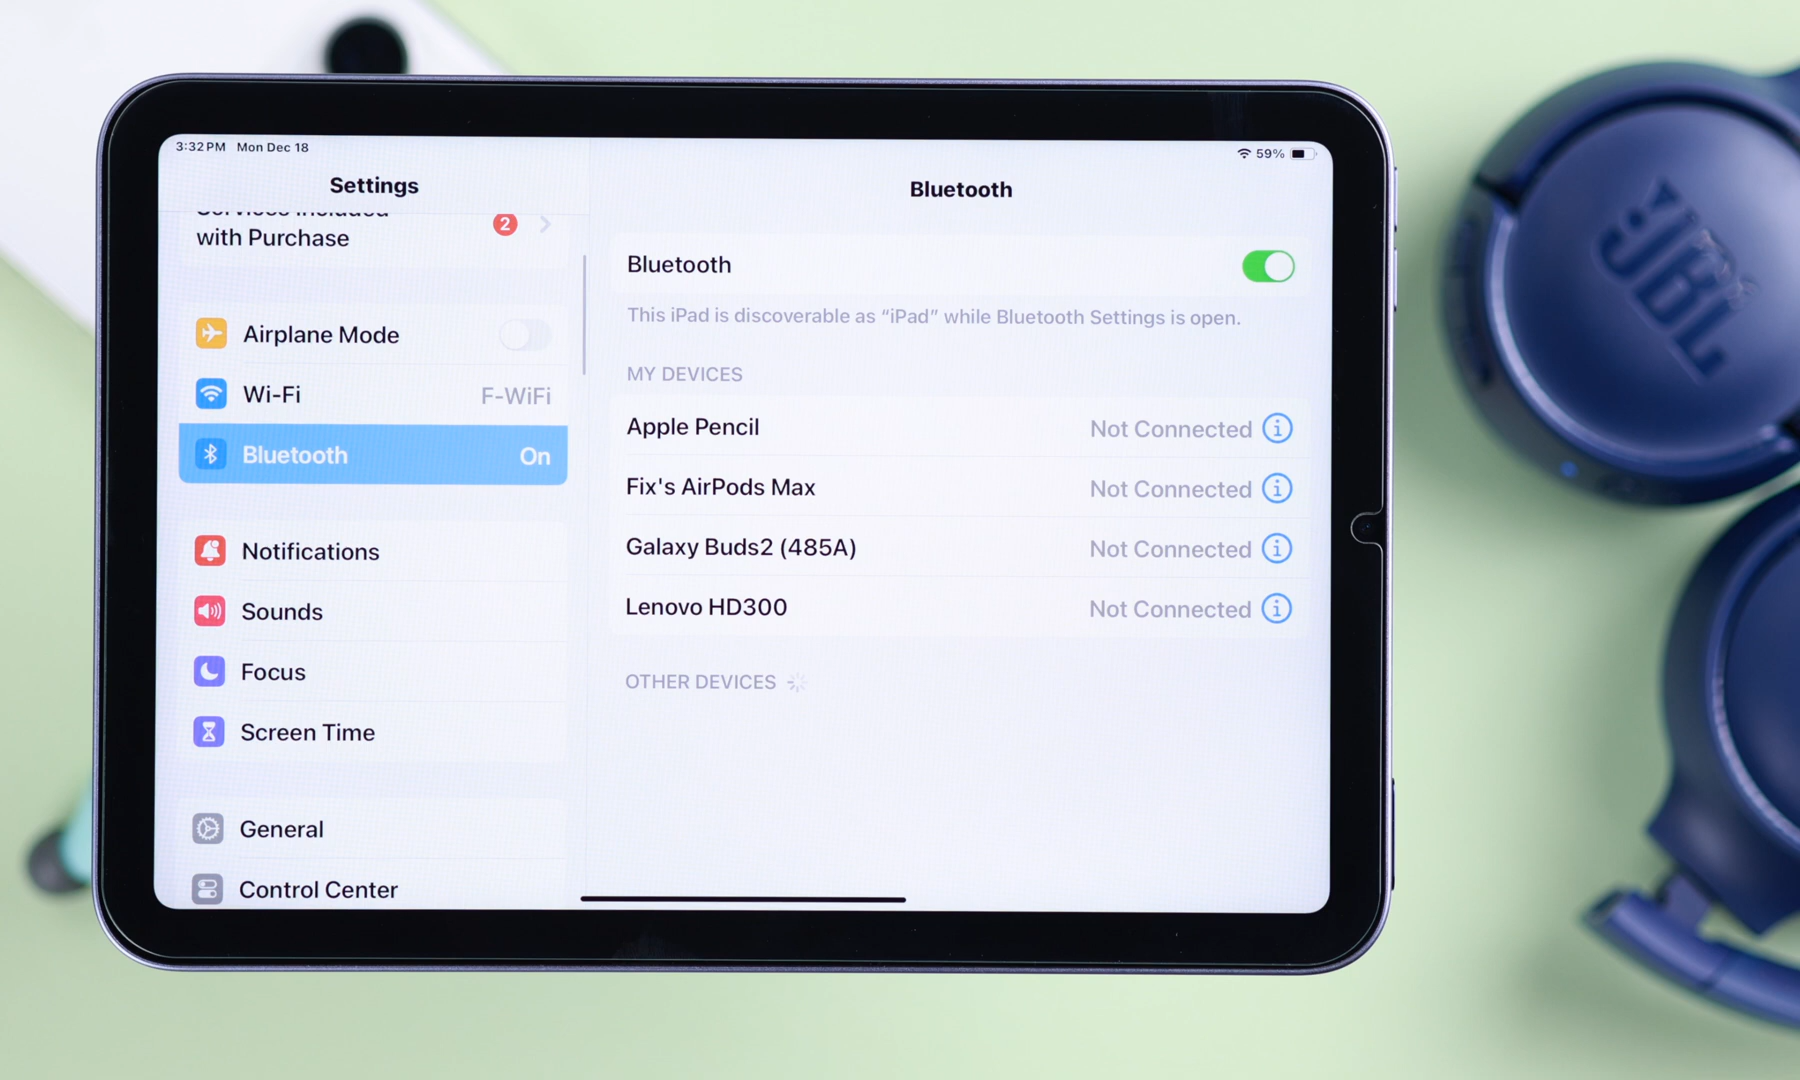 3:32 PM Mon Dec 18
59%
Settings
with Purchase
2
Airplane Mode
Wi-Fi F-WiFi
Bluetooth On
Notifications
Sounds
Focus
Screen Time
General
Control Center
Bluetooth
Bluetooth
This iPad is discoverable as “iPad” while Bluetooth Settings is open.
MY DEVICES
Apple Pencil Not Connected
Fix's AirPods Max Not Connected
Galaxy Buds2 (485A) Not Connected
Lenovo HD300 Not Connected
OTHER DEVICES
JBL